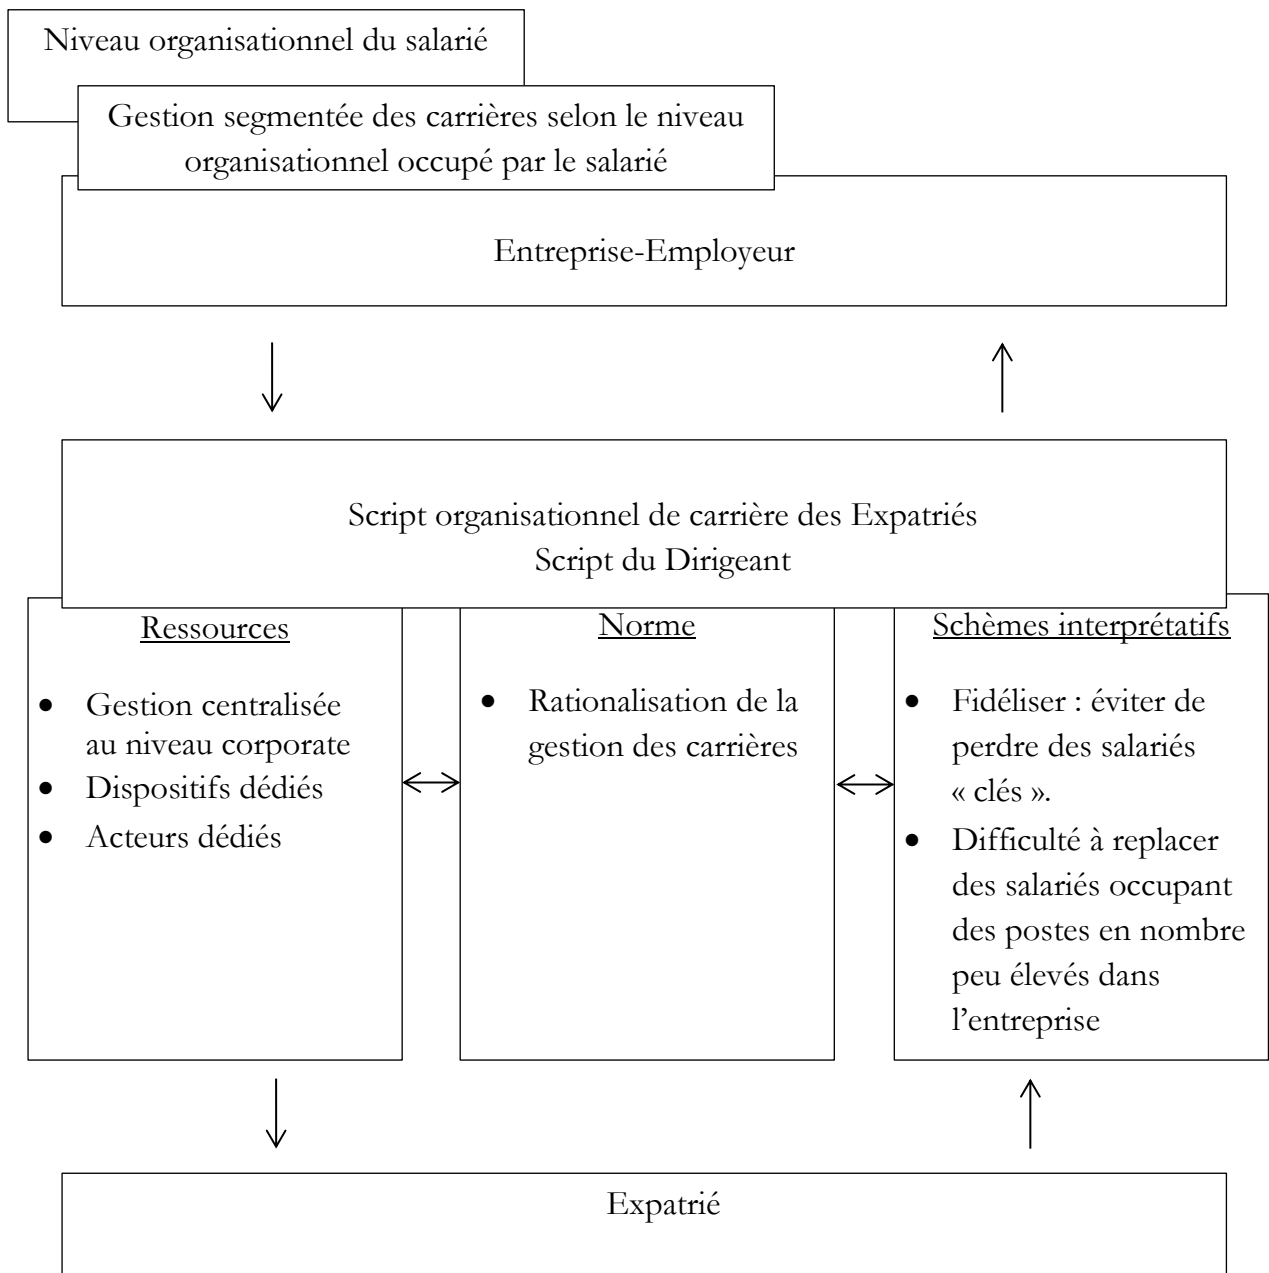 Niveau organisationnel du salarié
Gestion segmentée des carrières selon le niveau
organisationnel occupé par le salarié
Entreprise-Employeur
Script organisationnel de carrière des Expatriés
Script du Dirigeant
Ressources
• Gestion centralisée
au niveau corporate
• Dispositifs dédiés
• Acteurs dédiés
Norme
• Rationalisation de la
gestion des carrières
Schèmes interprétatifs
• Fidéliser : éviter de
perdre des salariés
« clés ».
• Difficulté à replacer
des salariés occupant
des postes en nombre
peu élevés dans
l’entreprise
Expatrié